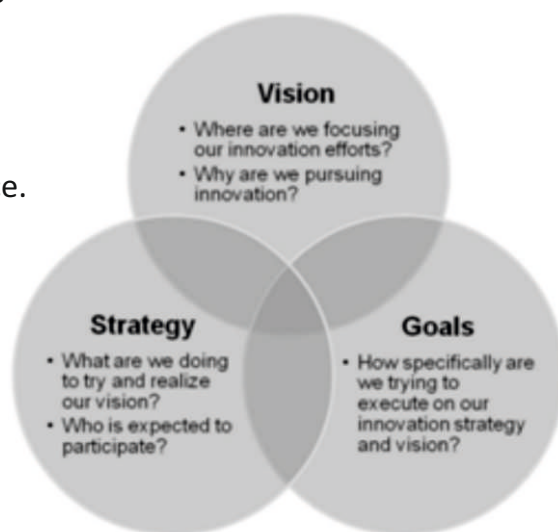 Vision
• Where are we focusing
our innovation efforts?
• Why are we pursuing
innovation?
e.
Strategy
• What are we doing
to try and realize
our vision?
• Who is expected to
participate?
Goals
• How specifically are
we trying to
execute on our
innovation strategy
and vision?